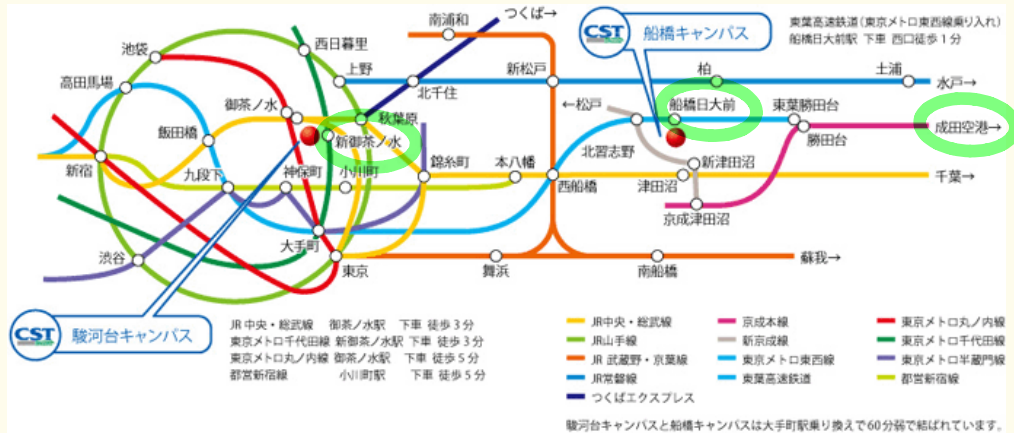 つくば→
南浦和
CST
船橋キャンパス
東葉高速鉄道(東京メトロ東西線乗り入れ)
船橋日大前駅 下車 西口徒歩1分
池袋
西日暮里
上野
北千住
新松戸
柏
土浦
水戸→
高田馬場
御茶ノ水
秋葉原
←松戸
船橋日大前
東葉勝田台
成田空港→
飯田橋
新御茶ノ水
勝田台
新宿
九段下
神保町
小川町
錦糸町
本八幡
西船橋
北習志野
新津田沼
津田沼
千葉→
京成津田沼
渋谷
大手町
東京
舞浜
南船橋
蘇我→
CST
駿河台キャンパス
JR中央・総武線 御茶ノ水駅 下車 徒歩3分
東京メトロ千代田線 新御茶ノ水駅 下車 徒歩3分
東京メトロ丸ノ内線 御茶ノ水駅 下車 徒歩5分
都営新宿線 小川町駅 下車 徒歩5分
JR中央・総武線
京成本線
東京メトロ丸ノ内線
JR山手線
新京成線
東京メトロ千代田線
JR 武蔵野・京葉線
東京メトロ東西線
東京メトロ半蔵門線
JR常磐線
東葉高速鉄道
都営新宿線
つくばエクスプレス
駿河台キャンパスと船橋キャンパスは大手町駅乗り換えで60分弱で結ばれています。